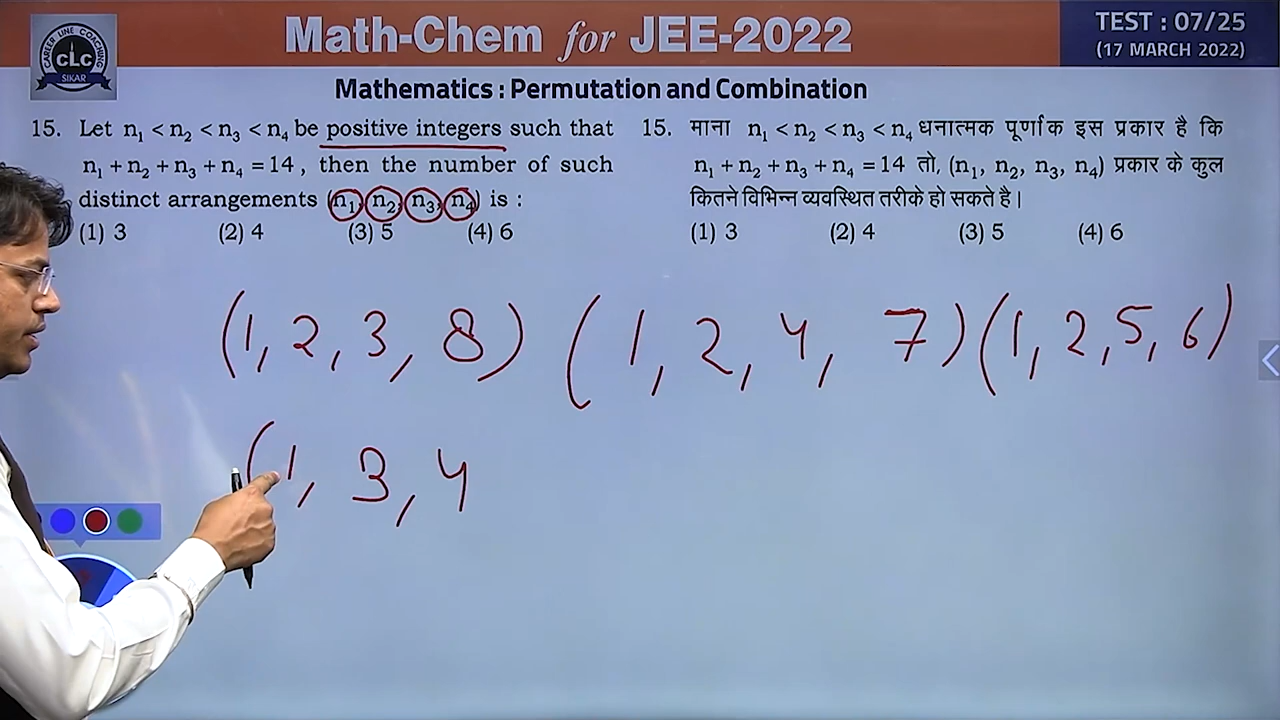 CAREER LINE COACHING
CLC
SIKAR
Math-Chem for JEE-2022
TEST : 07/25
(17 MARCH 2022)
Mathematics : Permutation and Combination
15. Let n₁ < n₂ < n₃ < n₄ be positive integers such that
n₁ + n₂ + n₃ + n₄ = 14, then the number of such
distinct arrangements (n₁, n₂, n₃, n₄) is :
(1) 3 (2) 4 (3) 5 (4) 6
15. माना n₁ < n₂ < n₃ < n₄ धनात्मक पूर्णांक इस प्रकार है कि
n₁ + n₂ + n₃ + n₄ = 14 तो, (n₁, n₂, n₃, n₄) प्रकार के कुल
कितने विभिन्न व्यवस्थित तरीके हो सकते है।
(1) 3 (2) 4 (3) 5 (4) 6
(1, 2, 3, 8) (1, 2, 4, 7) (1, 2, 5, 6)
(1, 3, 4